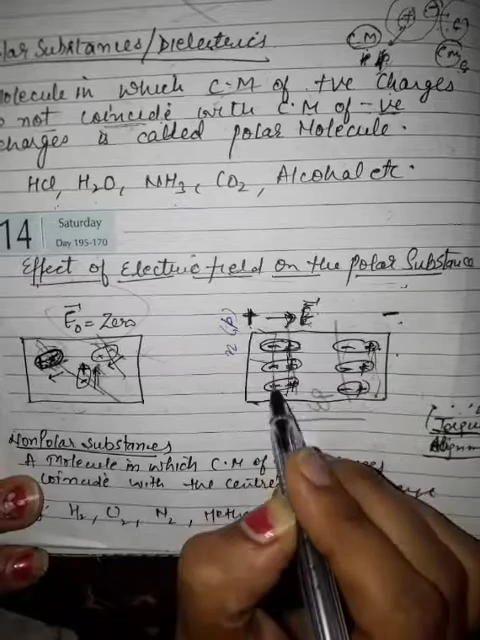 lar Substances/Dielectrics
CM
Molecule in which C.M of +ve Charges
o not coincide with C.M of -ve
charges is called polar Molecule.
HCl, H2O, NH3, CO2, Alcohal etc.
14 Saturday
Day 195-170
Effect of Electric field on the polar Substance
E0 = Zero
+ → E -
Nonpolar Substances
A Molecule in which C.M of
coincide with the centre
H2, O2, N2,